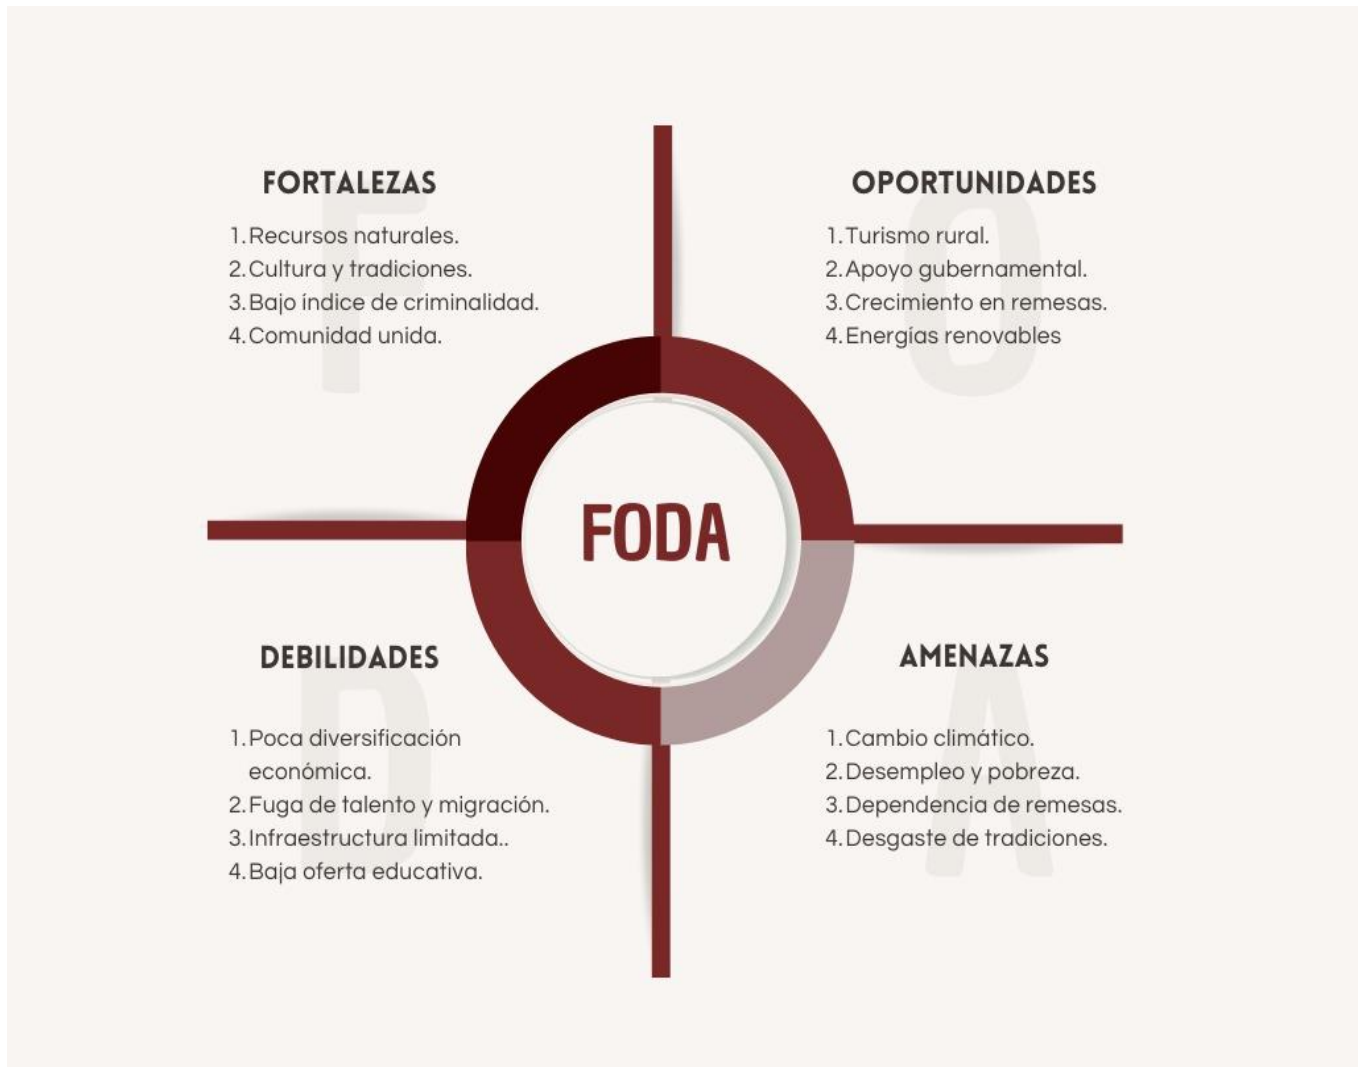 FORTALEZAS
1.Recursos naturales.
2.Cultura y tradiciones.
3.Bajo índice de criminalidad.
4.Comunidad unida.
F
OPORTUNIDADES
1.Turismo rural.
2.Apoyo gubernamental.
3.Crecimiento en remesas.
4.Energías renovables
O
FODA
DEBILIDADES
1.Poca diversificación
económica.
2.Fuga de talento y migración.
3.Infraestructura limitada..
4.Baja oferta educativa.
D
AMENAZAS
1.Cambio climático.
2.Desempleo y pobreza.
3.Dependencia de remesas.
4.Desgaste de tradiciones.
A